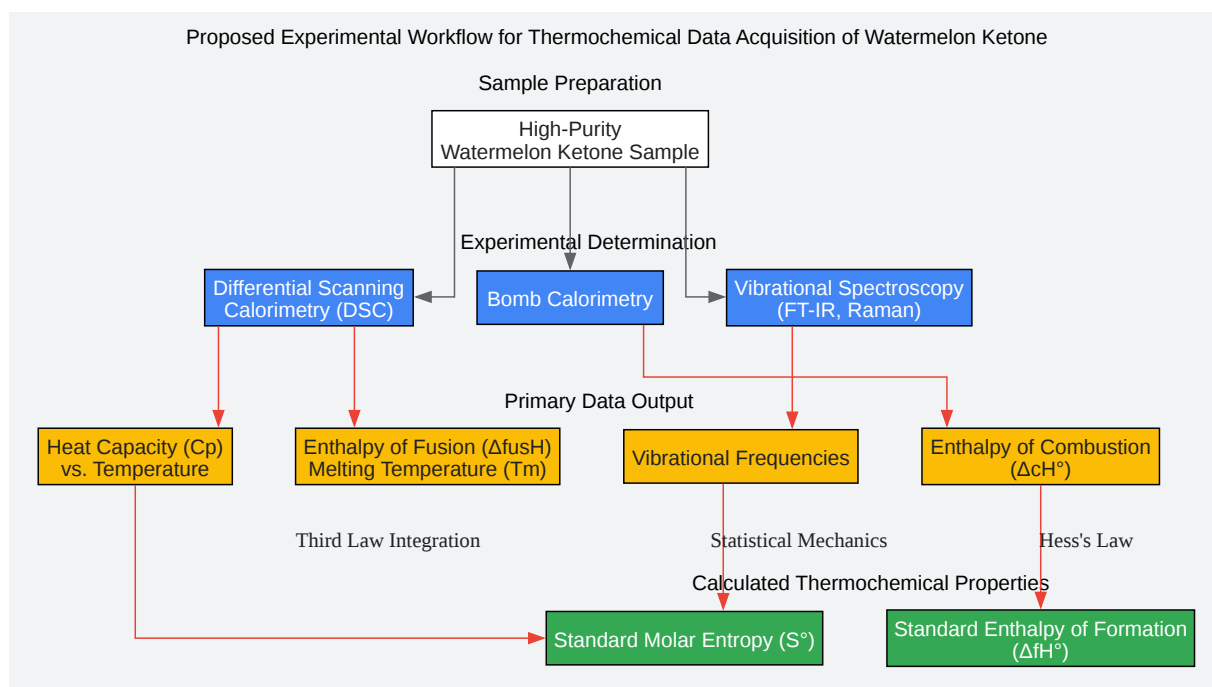 Proposed Experimental Workflow for Thermochemical Data Acquisition of Watermelon Ketone
Sample Preparation
High-Purity
Watermelon Ketone Sample
Experimental Determination
Differential Scanning
Calorimetry (DSC)
Bomb Calorimetry
Vibrational Spectroscopy
(FT-IR, Raman)
Primary Data Output
Heat Capacity (Cp)
vs. Temperature
Enthalpy of Fusion (ΔfusH)
Melting Temperature (Tm)
Vibrational Frequencies
Enthalpy of Combustion
(ΔcH°)
Third Law Integration
Statistical Mechanics
Hess's Law
Calculated Thermochemical Properties
Standard Molar Entropy (S°)
Standard Enthalpy of Formation
(ΔfH°)